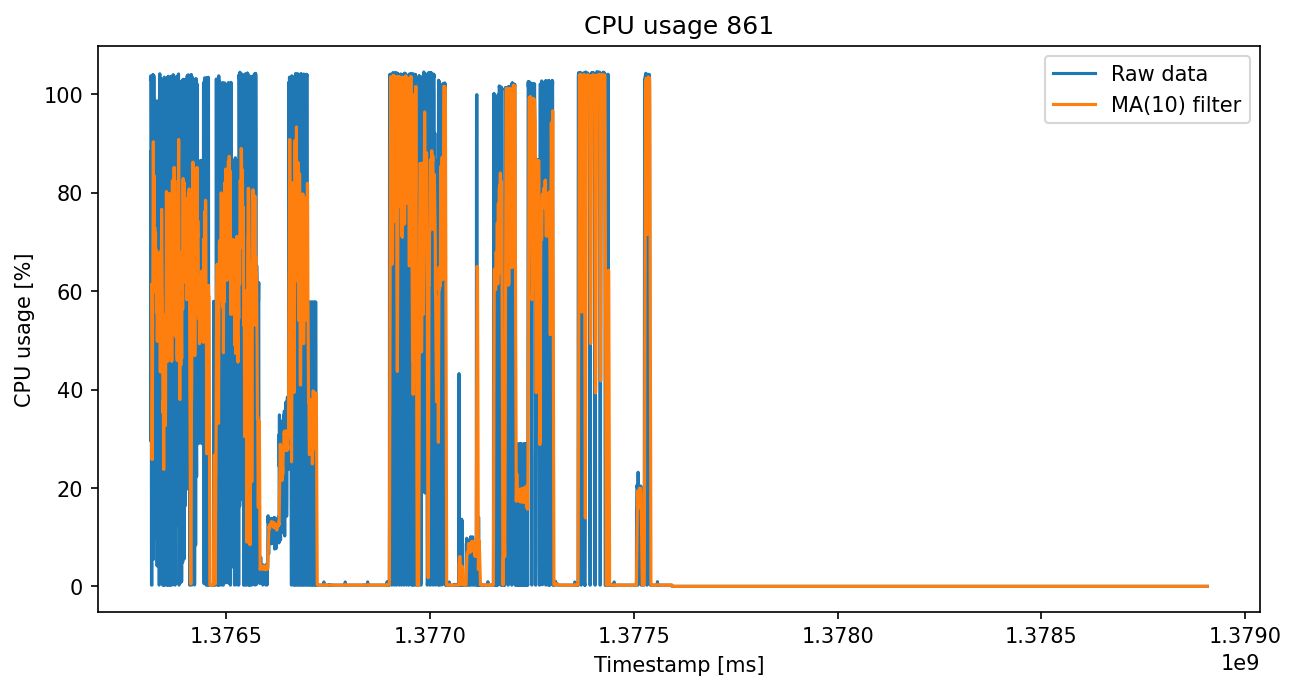 CPU usage 861
Raw data
MA(10) filter
CPU usage [%]
100
80
60
40
20
0
1.3765 1.3770 1.3775 1.3780 1.3785 1.3790
1e9
Timestamp [ms]